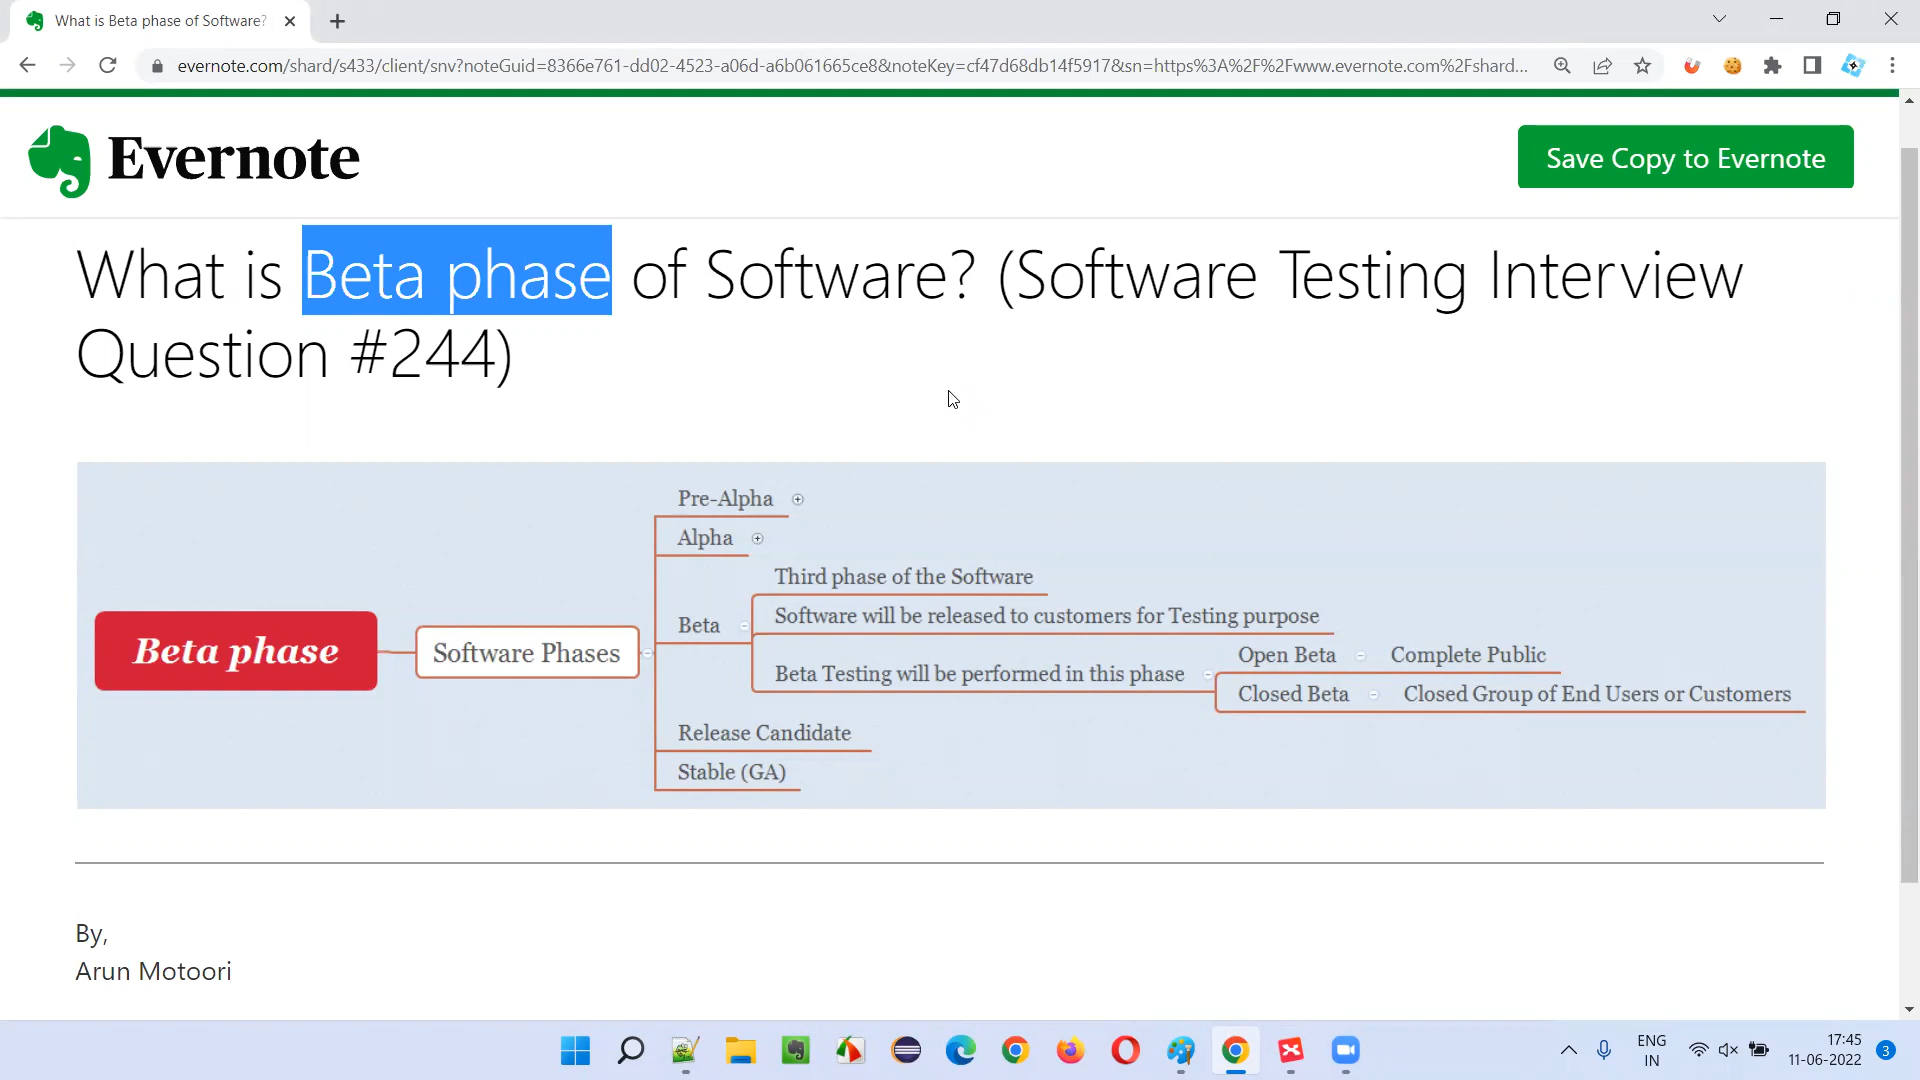 What is Beta phase of Software?
evernote.com/shard/s433/client/snv?noteGuid=8366e761-dd02-4523-a06d-a6b061665ce8&noteKey=cf47d68db14f5917&sn=https%3A%2F%2Fwww.evernote.com%2Fshard...
Evernote
Save Copy to Evernote
What is Beta phase of Software? (Software Testing Interview
Question #244)
Pre-Alpha
Alpha
Third phase of the Software
Software will be released to customers for Testing purpose
Beta
Beta phase
Software Phases
Beta Testing will be performed in this phase
Open Beta
Complete Public
Closed Beta
Closed Group of End Users or Customers
Release Candidate
Stable (GA)
By,
Arun Motoori
ENG
IN
17:45
11-06-2022
3